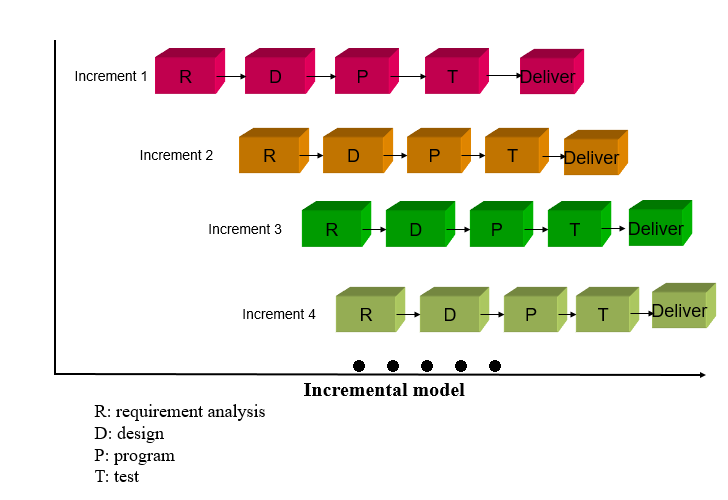 Increment 1 R D P T Deliver
Increment 2 R D P T Deliver
Increment 3 R D P T Deliver
Increment 4 R D P T Deliver
Incremental model
R: requirement analysis
D: design
P: program
T: test